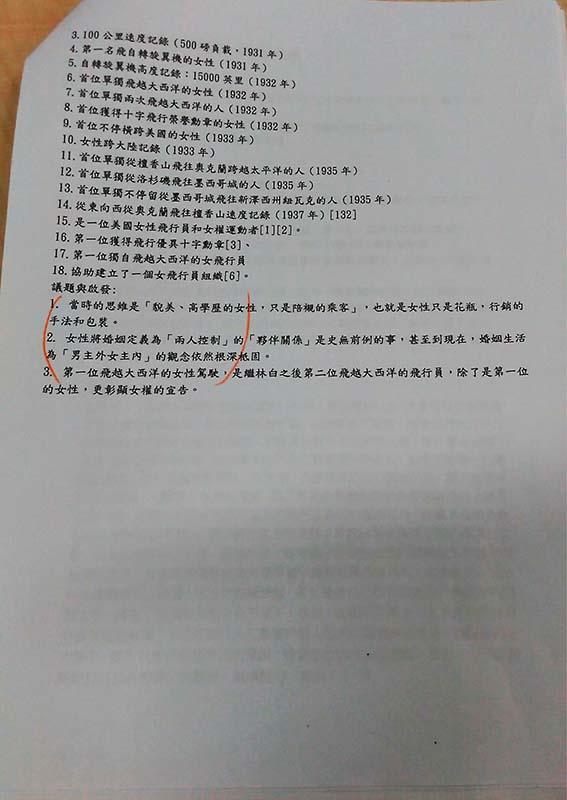 3.100 公里速度記錄（500 磅負載，1931 年）
4.第一名飛自轉旋翼機的女性（1931 年）
5.自轉旋翼機高度記錄：15000 英里（1932 年）
6.首位單獨飛越大西洋的女性（1932 年）
7.首位單獨兩次飛越大西洋的人（1932 年）
8.首位獲得十字飛行榮譽勳章的女性（1932 年）
9.首位不停橫跨美國的女性（1933 年）
10.女性跨大陸記錄（1933 年）
11.首位單獨從檀香山飛往奧克蘭跨越太平洋的人（1935 年）
12.首位單獨從洛杉磯飛往墨西哥城的人（1935 年）
13.首位單獨不停留從墨西哥城飛往新澤西州紐瓦克的人（1935 年）
14.從東向西從奧克蘭飛往檀香山速度記錄（1937 年）[132]
15.是一位美國女性飛行員和女權運動者[1][2]。
16.第一位獲得飛行優異十字勳章[3]、
17.第一位獨自飛越大西洋的女飛行員
18.協助建立了一個女飛行員組織[6]。
議題與啟發:
1. 當時的思維是「貌美、高學歷的女性，只是陪襯的乘客」，也就是女性只是花瓶，行銷的
手法和包裝。
2. 女性將婚姻定義為「兩人控制」的「夥伴關係」是史無前例的事，甚至到現在，婚姻生活
為「男主外女主內」的觀念依然根深柢固。
3. 第一位飛越大西洋的女性駕駛，是繼林白之後第二位飛越大西洋的飛行員，除了是第一位
的女性，更彰顯女權的宣告。